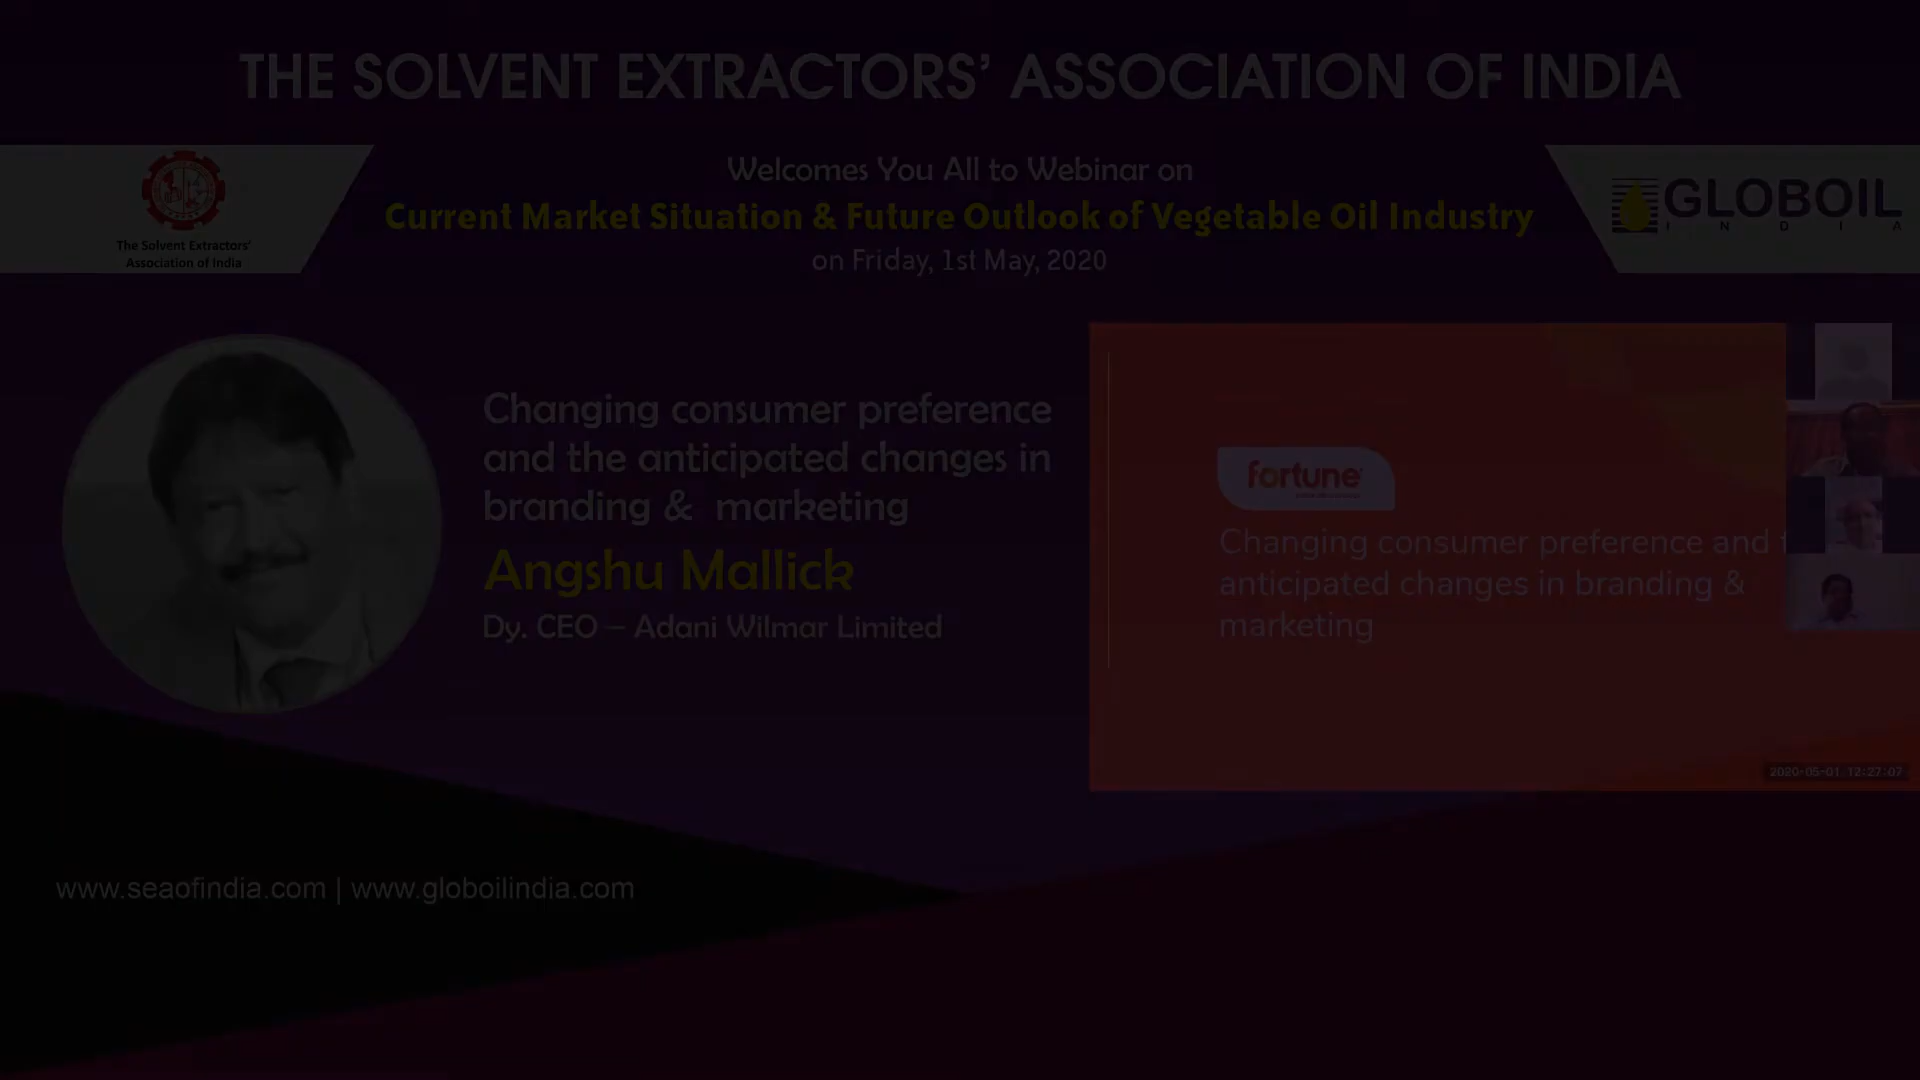 THE SOLVENT EXTRACTORS’ ASSOCIATION OF INDIA
Welcomes You All to Webinar on
Current Market Situation & Future Outlook of Vegetable Oil Industry
on Friday, 1st May, 2020
The Solvent Extractors’
Association of India
GLOBOIL
INDIA
Changing consumer preference
and the anticipated changes in
branding & marketing
Angshu Mallick
Dy. CEO – Adani Wilmar Limited
fortune
Changing consumer preference and
anticipated changes in branding &
marketing
2020-05-01 12:27:07
www.seaofindia.com | www.globoilindia.com